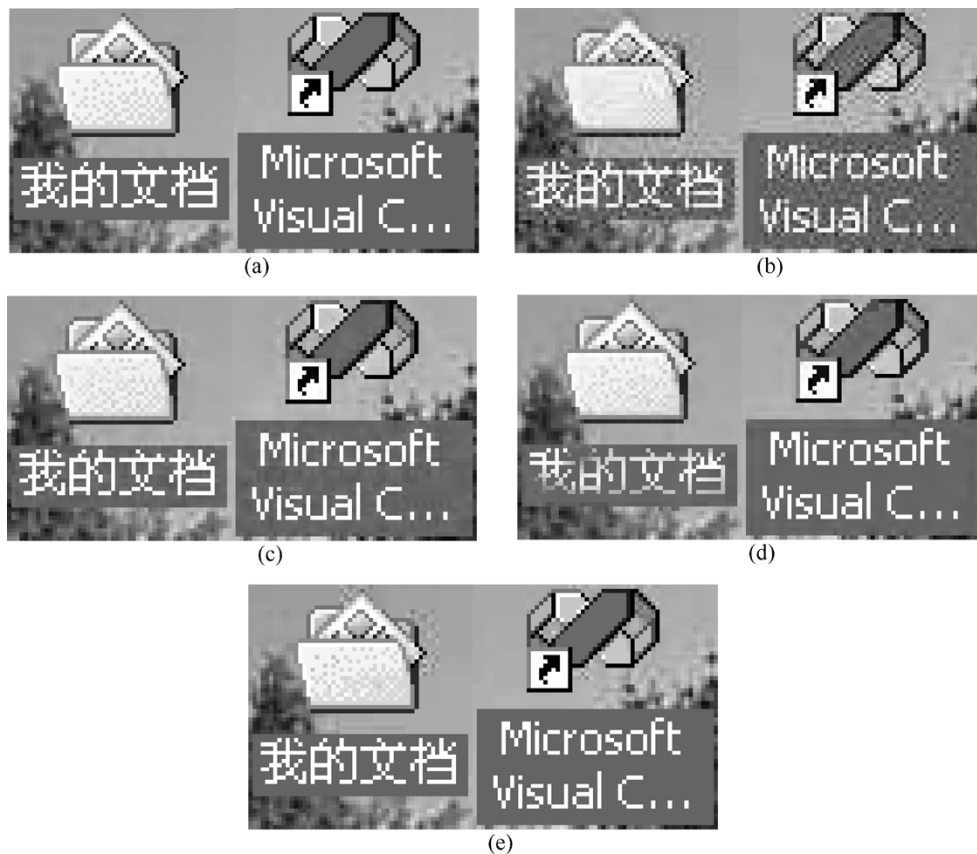 我的文档
Microsoft
Visual C...
(a)
我的文档
Microsoft
Visual C...
(b)
我的文档
Microsoft
Visual C...
(c)
我的文档
Microsoft
Visual C...
(d)
我的文档
Microsoft
Visual C...
(e)